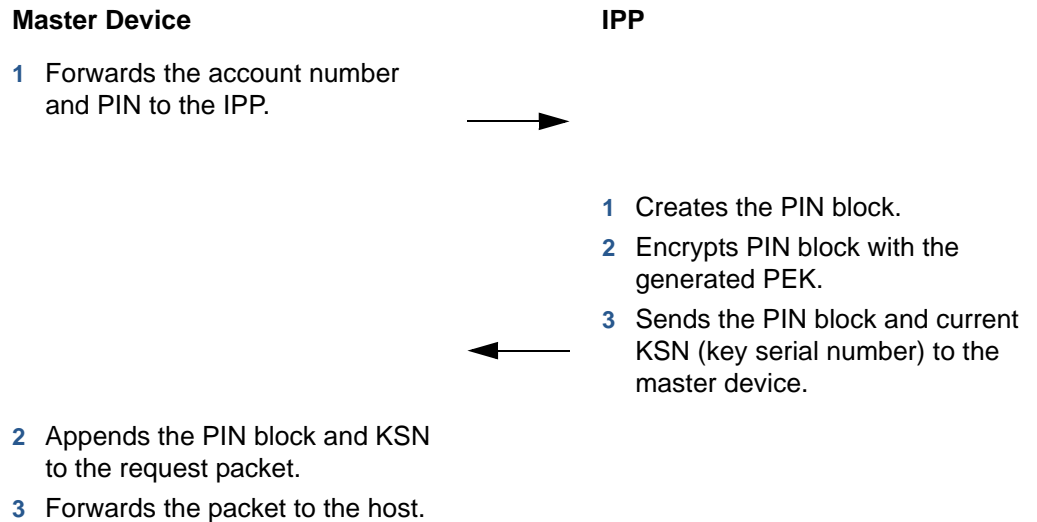 Master Device
IPP
1 Forwards the account number
and PIN to the IPP.
1 Creates the PIN block.
2 Encrypts PIN block with the
generated PEK.
3 Sends the PIN block and current
KSN (key serial number) to the
master device.
2 Appends the PIN block and KSN
to the request packet.
3 Forwards the packet to the host.